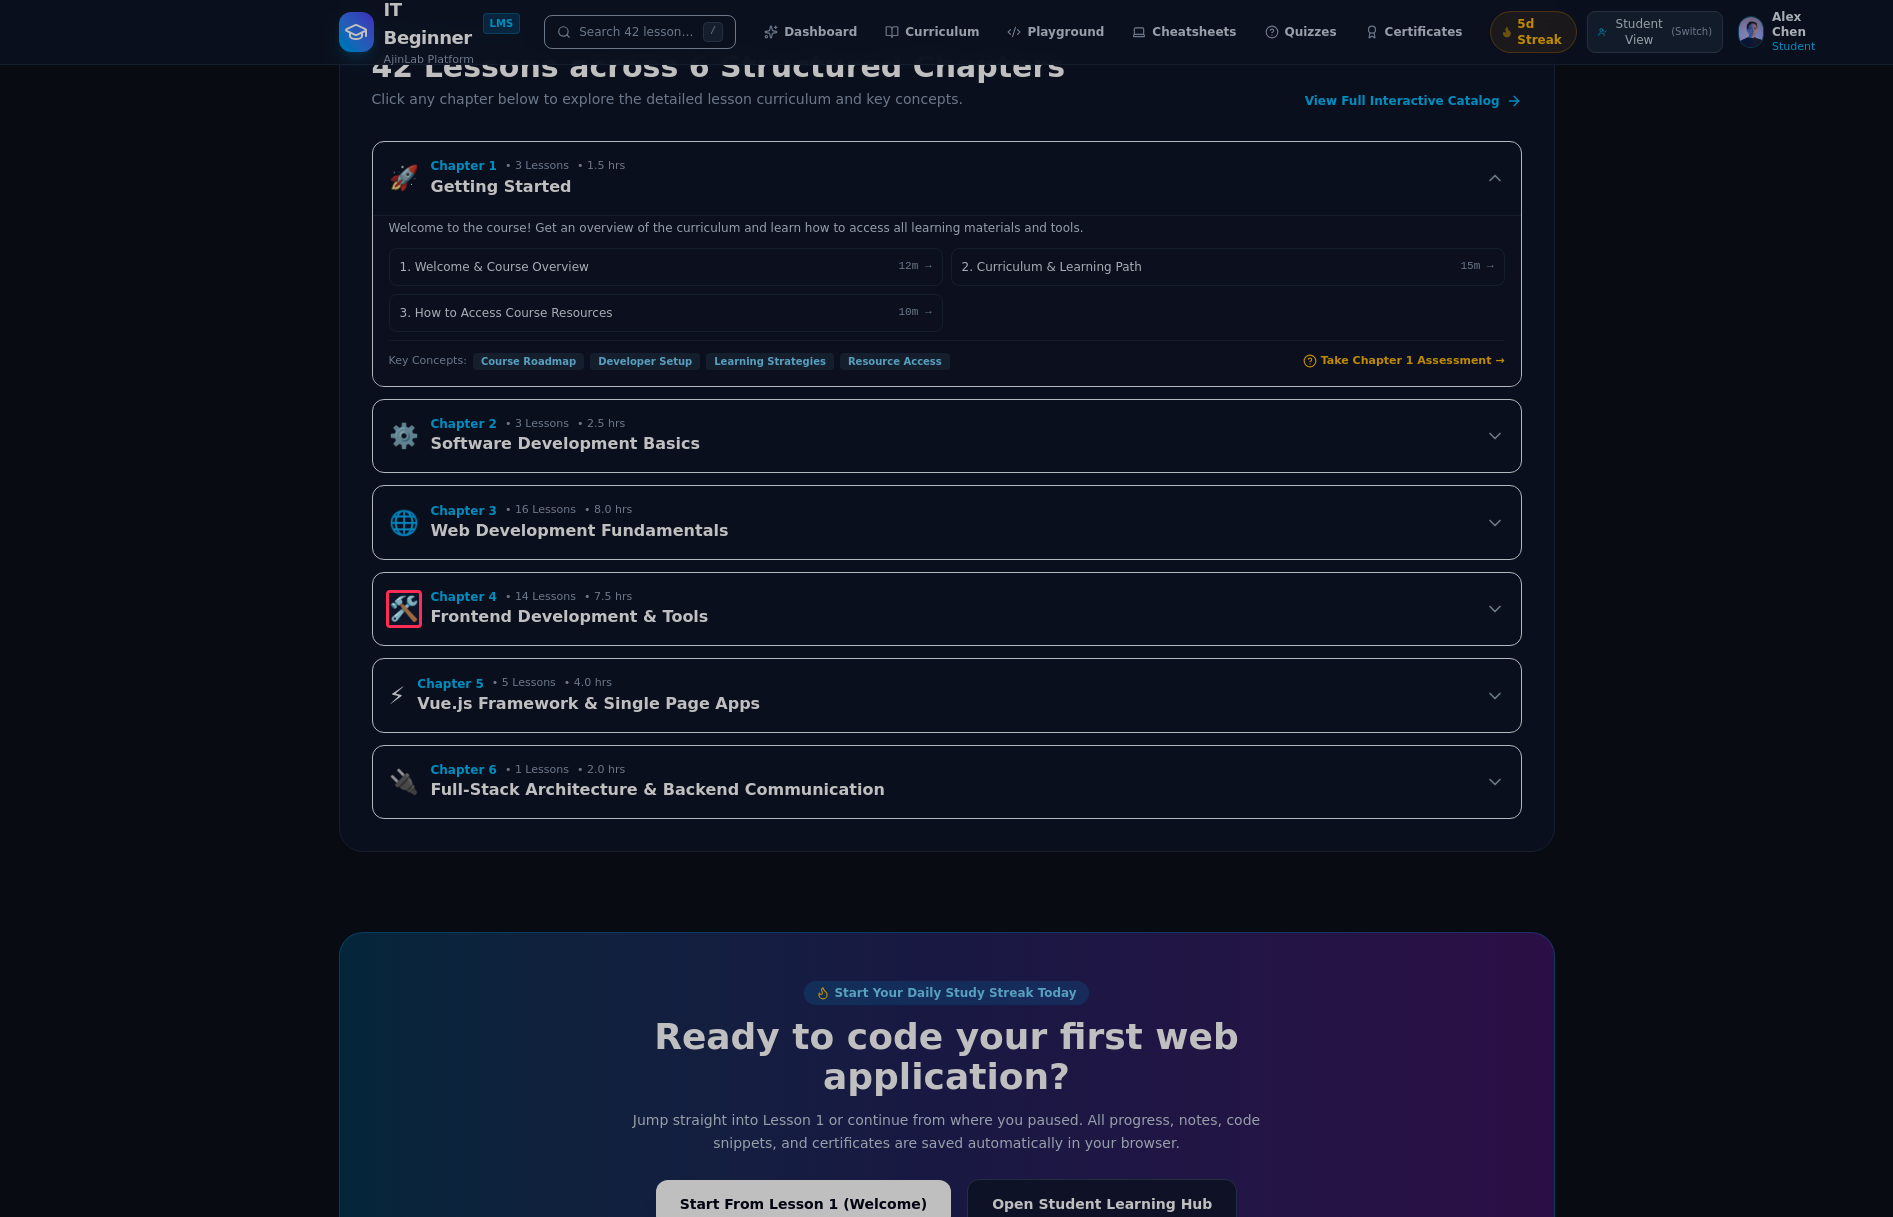 IT Beginner
LMS
AjinLab Platform
Search 42 lesson...
/
Dashboard
Curriculum
Playground
Cheatsheets
Quizzes
Certificates
5d Streak
Student View
(Switch)
Alex Chen
Student
42 Lessons across 6 Structured Chapters
Click any chapter below to explore the detailed lesson curriculum and key concepts.
View Full Interactive Catalog →
Chapter 1 • 3 Lessons • 1.5 hrs
Getting Started
Welcome to the course! Get an overview of the curriculum and learn how to access all learning materials and tools.
1. Welcome & Course Overview 12m →
2. Curriculum & Learning Path 15m →
3. How to Access Course Resources 10m →
Key Concepts: Course Roadmap Developer Setup Learning Strategies Resource Access
Take Chapter 1 Assessment →
Chapter 2 • 3 Lessons • 2.5 hrs
Software Development Basics
Chapter 3 • 16 Lessons • 8.0 hrs
Web Development Fundamentals
Chapter 4 • 14 Lessons • 7.5 hrs
Frontend Development & Tools
Chapter 5 • 5 Lessons • 4.0 hrs
Vue.js Framework & Single Page Apps
Chapter 6 • 1 Lessons • 2.0 hrs
Full-Stack Architecture & Backend Communication
Start Your Daily Study Streak Today
Ready to code your first web
application?
Jump straight into Lesson 1 or continue from where you paused. All progress, notes, code
snippets, and certificates are saved automatically in your browser.
Start From Lesson 1 (Welcome)
Open Student Learning Hub